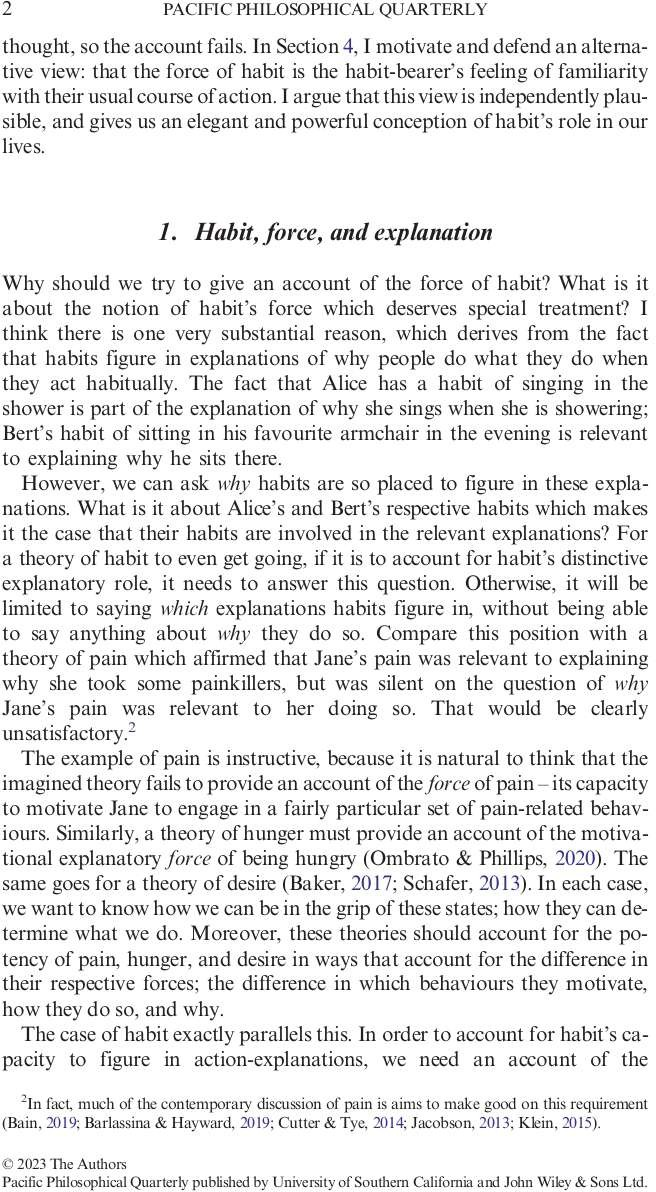 2
PACIFIC PHILOSOPHICAL QUARTERLY
thought, so the account fails. In Section 4, I motivate and defend an alterna-
tive view: that the force of habit is the habit-bearer's feeling of familiarity
with their usual course of action. I argue that this view is independently plau-
sible, and gives us an elegant and powerful conception of habit's role in our
lives.
1. Habit, force, and explanation
Why should we try to give an account of the force of habit? What is it
about the notion of habit's force which deserves special treatment? I
think there is one very substantial reason, which derives from the fact
that habits figure in explanations of why people do what they do when
they act habitually. The fact that Alice has a habit of singing in the
shower is part of the explanation of why she sings when she is showering;
Bert's habit of sitting in his favourite armchair in the evening is relevant
to explaining why he sits there.
However, we can ask why habits are so placed to figure in these expla-
nations. What is it about Alice's and Bert's respective habits which makes
it the case that their habits are involved in the relevant explanations? For
a theory of habit to even get going, if it is to account for habit's distinctive
explanatory role, it needs to answer this question. Otherwise, it will be
limited to saying which explanations habits figure in, without being able
to say anything about why they do so. Compare this position with a
theory of pain which affirmed that Jane's pain was relevant to explaining
why she took some painkillers, but was silent on the question of why
Jane's pain was relevant to her doing so. That would be clearly
unsatisfactory.2
The example of pain is instructive, because it is natural to think that the
imagined theory fails to provide an account of the force of pain – its capacity
to motivate Jane to engage in a fairly particular set of pain-related behav-
iours. Similarly, a theory of hunger must provide an account of the motiva-
tional explanatory force of being hungry (Ombrato & Phillips, 2020). The
same goes for a theory of desire (Baker, 2017; Schafer, 2013). In each case,
we want to know how we can be in the grip of these states; how they can de-
termine what we do. Moreover, these theories should account for the po-
tency of pain, hunger, and desire in ways that account for the difference in
their respective forces; the difference in which behaviours they motivate,
how they do so, and why.
The case of habit exactly parallels this. In order to account for habit's ca-
pacity to figure in action-explanations, we need an account of the
2In fact, much of the contemporary discussion of pain is aims to make good on this requirement
(Bain, 2019; Barlassina & Hayward, 2019; Cutter & Tye, 2014; Jacobson, 2013; Klein, 2015).
© 2023 The Authors
Pacific Philosophical Quarterly published by University of Southern California and John Wiley & Sons Ltd.